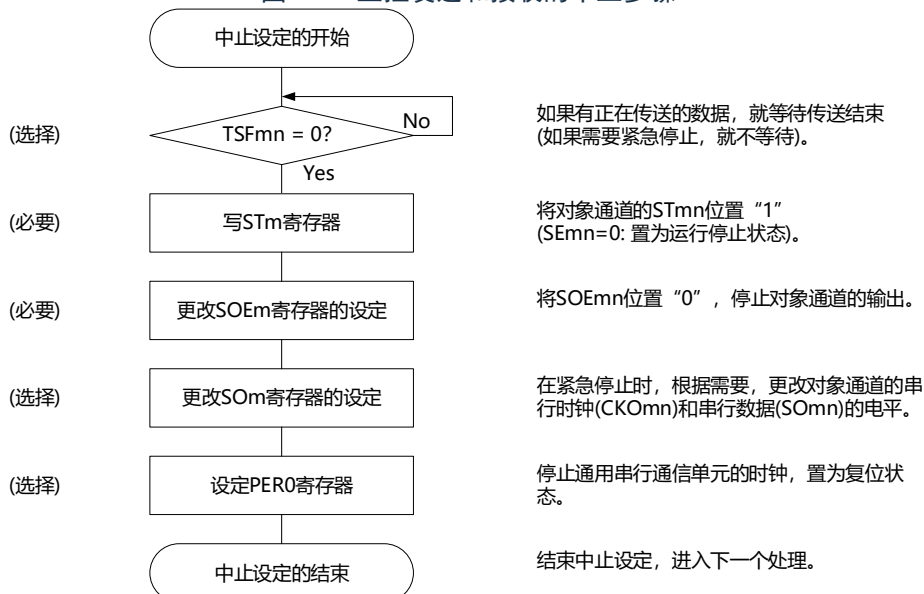 中止设定的开始
(选择)
TSFmn = 0?
No
Yes
如果有正在传送的数据，就等待传送结束
(如果需要紧急停止，就不等待)。
(必要)
写STm寄存器
将对象通道的STmn位置“1”
(SEmn=0: 置为运行停止状态)。
(必要)
更改SOEm寄存器的设定
将SOEmn位置“0”，停止对象通道的输出。
(选择)
更改SOm寄存器的设定
在紧急停止时，根据需要，更改对象通道的串
行时钟(CKOmn)和串行数据(SOmn)的电平。
(选择)
设定PER0寄存器
停止通用串行通信单元的时钟，置为复位状
态。
中止设定的结束
结束中止设定，进入下一个处理。